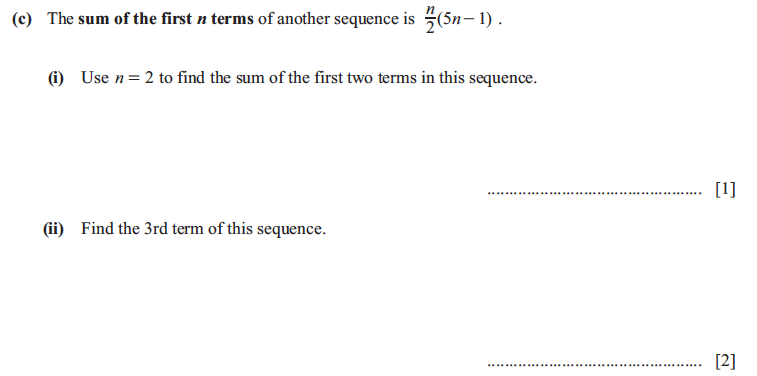 (c) The sum of the first n terms of another sequence is n/2(5n − 1) .
(i) Use n = 2 to find the sum of the first two terms in this sequence.
................................................. [1]
(ii) Find the 3rd term of this sequence.
................................................. [2]